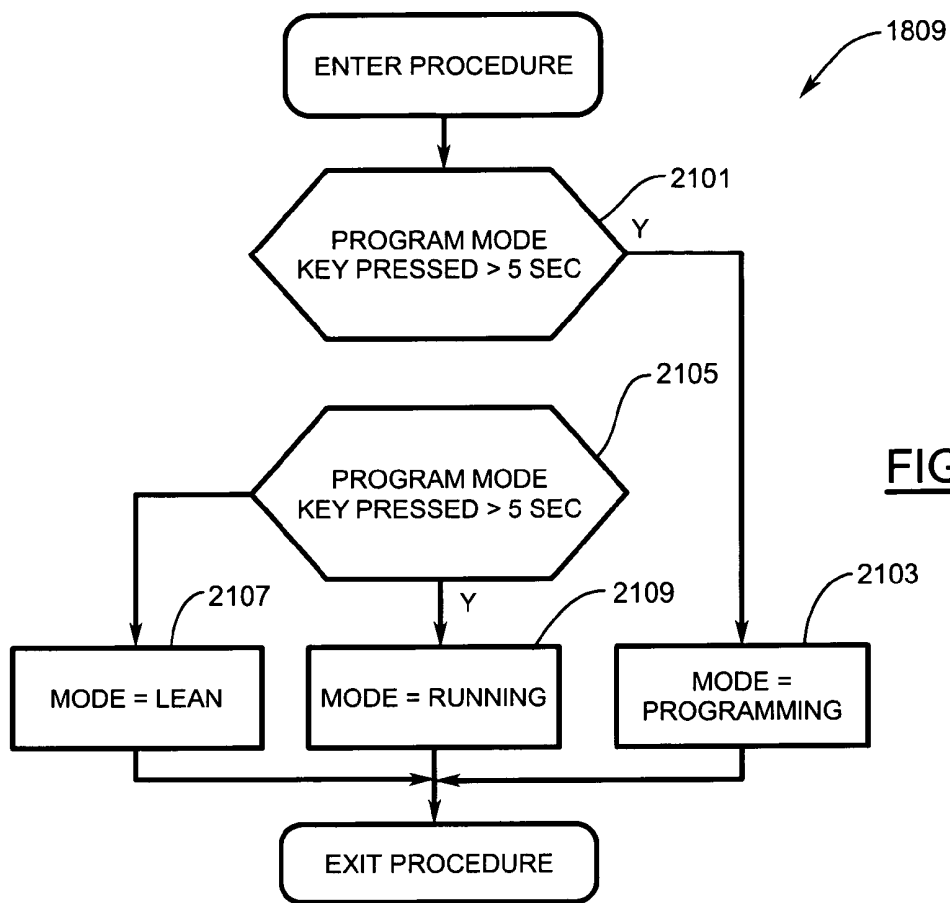 1809
ENTER PROCEDURE
2101
Y
PROGRAM MODE
KEY PRESSED > 5 SEC
2105
PROGRAM MODE
KEY PRESSED > 5 SEC
FIG
2107
Y
2109
2103
MODE = LEAN
MODE = RUNNING
MODE =
PROGRAMMING
EXIT PROCEDURE